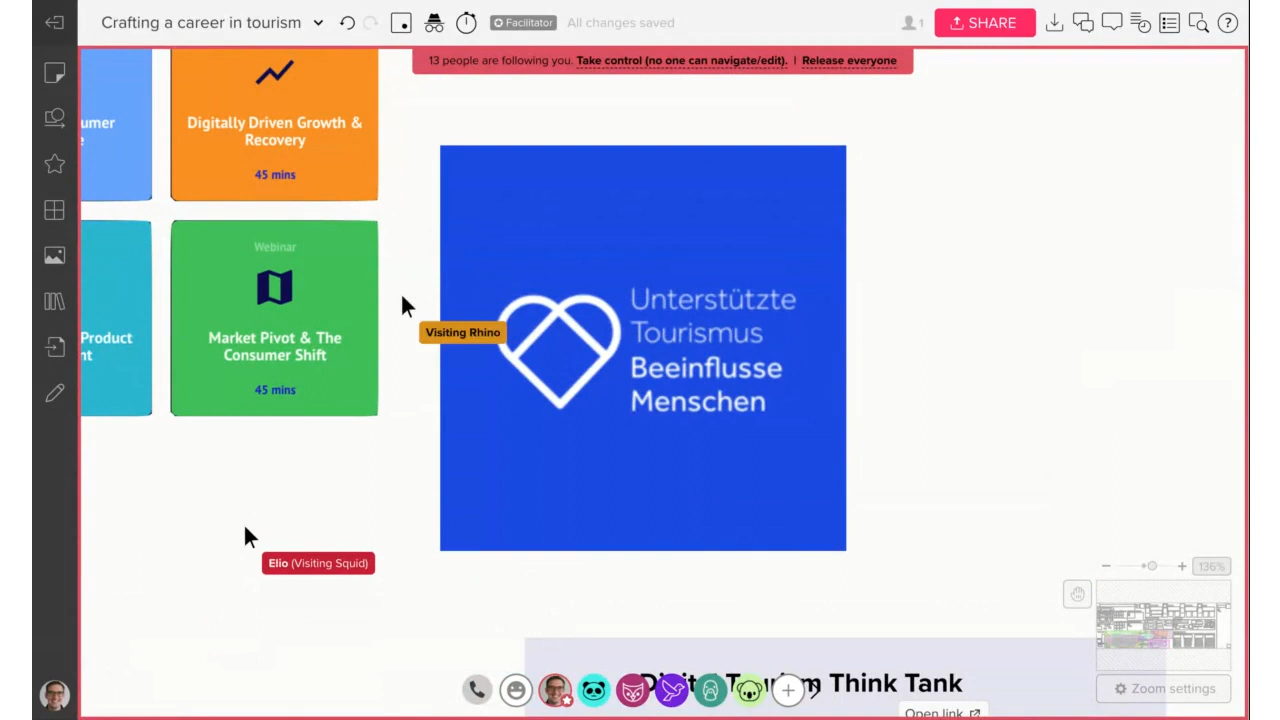 Crafting a career in tourism
Facilitator
All changes saved
1
SHARE
?
13 people are following you. Take control (no one can navigate/edit). | Release everyone
umer
Digitally Driven Growth &
Recovery
45 mins
Webinar
Product
nt
Market Pivot & The
Consumer Shift
45 mins
Visiting Rhino
Unterstützte
Tourismus
Beeinflusse
Menschen
Elio (Visiting Squid)
136%
Zoom settings
Think Tank
Open link